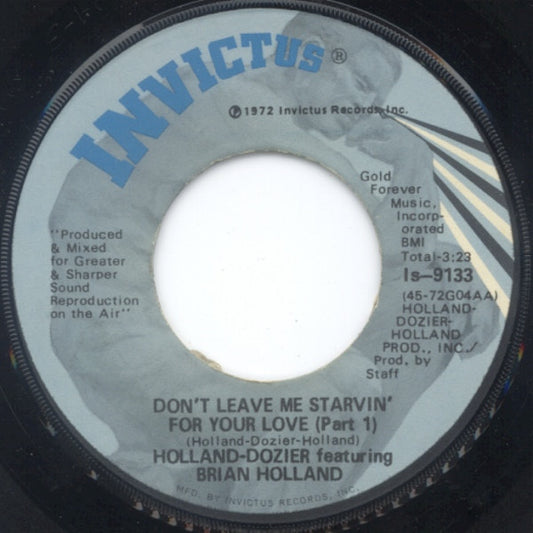 INVICTUS®
℗1972 Invictus Records, Inc.
Gold
Forever
Music,
Incorp-
orated
BMI
Total-3:23
Is-9133
(45-72G04AA)
HOLLAND-
DOZIER-
HOLLAND
PROD., INC./
Prod. by
Staff
"Produced
& Mixed
for Greater
& Sharper
Sound
Reproduction
on the Air"
DON'T LEAVE ME STARVIN'
FOR YOUR LOVE (Part 1)
(Holland-Dozier-Holland)
HOLLAND-DOZIER featuring
BRIAN HOLLAND
MFD. BY INVICTUS RECORDS, INC.